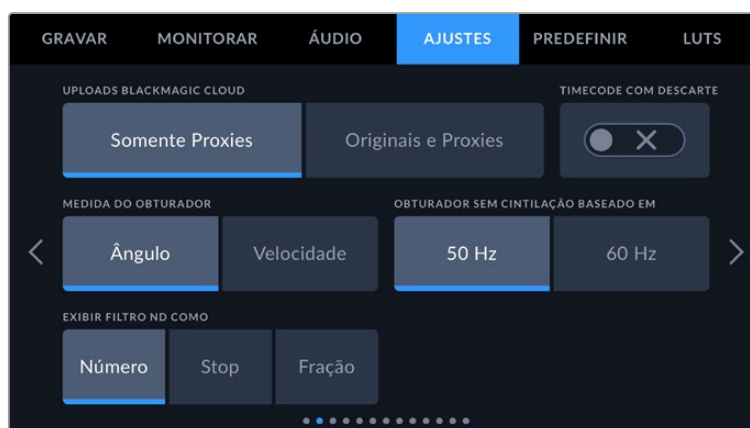 GRAVAR MONITORAR ÁUDIO AJUSTES PREDEFINIR LUTS
UPLOADS BLACKMAGIC CLOUD TIMECODE COM DESCARTE
Somente Proxies Originais e Proxies
MEDIDA DO OBTURADOR OBTURADOR SEM CINTILAÇÃO BASEADO EM
Ângulo Velocidade 50 Hz 60 Hz
EXIBIR FILTRO ND COMO
Número Stop Fração